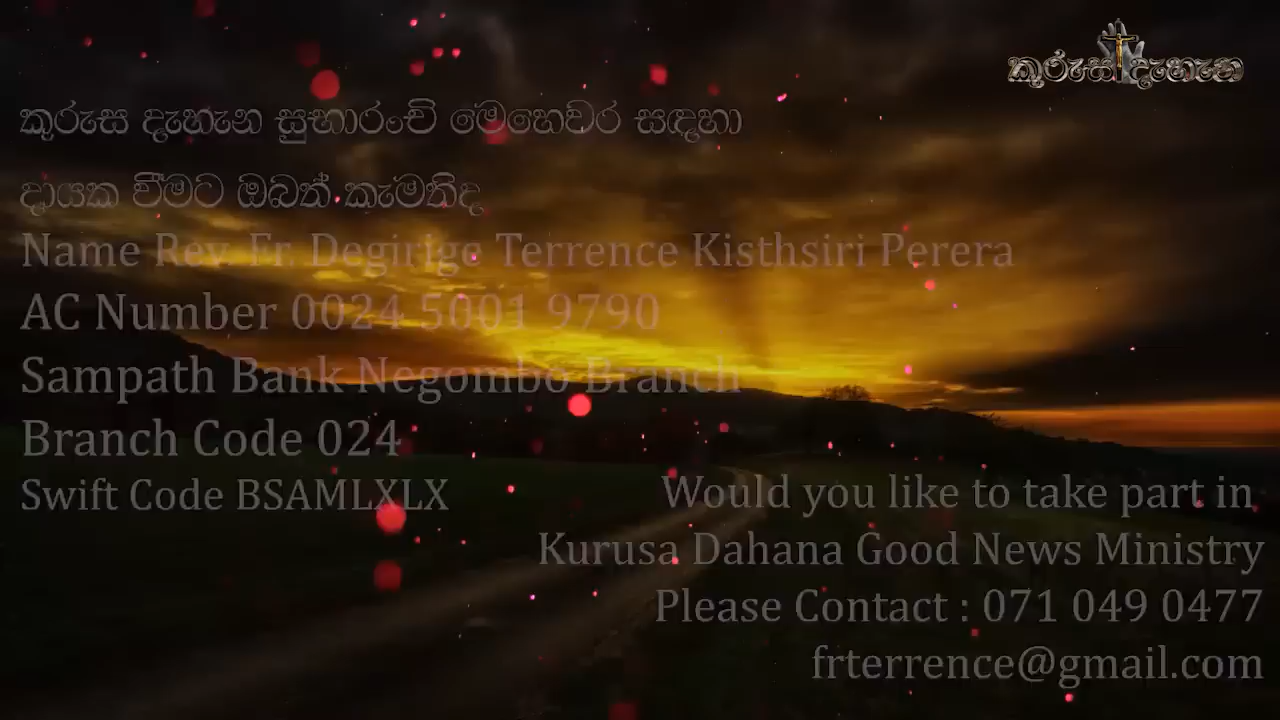 කුරුස දැහැන
කුරුස දැහැන සුභාරංචි මෙහෙවර සඳහා
දායක වීමට ඔබත් කැමතිද
Name Rev Fr. Degirige Terrence Kisthsiri Perera
AC Number 0024 5001 9790
Sampath Bank Negombo Branch
Branch Code 024
Swift Code BSAMLXLX
Would you like to take part in
Kurusa Dahana Good News Ministry
Please Contact : 071 049 0477
frterrence@gmail.com